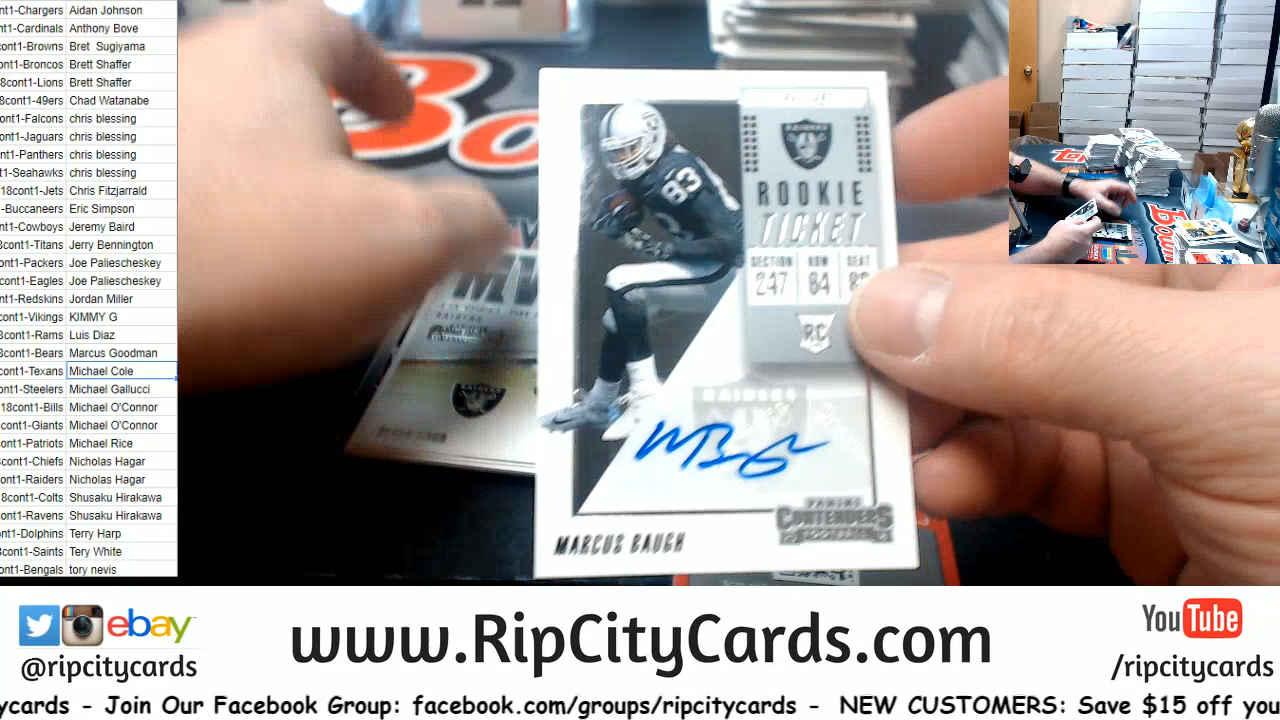 nt1-Chargers Aidan Johnson
ont1-Cardinals Anthony Bove
cont1-Browns Bret Sugiyama
cont1-Broncos Brett Shaffer
8cont1-Lions Brett Shaffer
8cont1-49ers Chad Watanabe
cont1-Falcons chris blessing
ont1-Jaguars chris blessing
nt1-Panthers chris blessing
nt1-Seahawks chris blessing
18cont1-Jets Chris Fitzjarrald
1-Buccaneers Eric Simpson
ont1-Cowboys Jeremy Baird
8cont1-Titans Jerry Bennington
ont1-Packers Joe Paliescheskey
cont1-Eagles Joe Paliescheskey
nt1-Redskins Jordan Miller
cont1-Vikings KIMMY G
8cont1-Rams Luis Diaz
8cont1-Bears Marcus Goodman
cont1-Texans Michael Cole
ont1-Steelers Michael Gallucci
18cont1-Bills Michael O'Connor
cont1-Giants Michael O'Connor
ont1-Patriots Michael Rice
cont1-Chiefs Nicholas Hagar
ont1-Raiders Nicholas Hagar
8cont1-Colts Shusaku Hirakawa
cont1-Ravens Shusaku Hirakawa
nt1-Dolphins Terry Harp
8cont1-Saints Tery White
ont1-Bengals tory nevis
RAIDERS
83
ROOKIE
TICKET
SECTION ROW SEAT
247 84
RC
RAIDERS
PANINI
CONTENDERS
MARCUS BAUGH
ebay
@ripcitycards
www.RipCityCards.com
YouTube
/ripcitycards
ycards - Join Our Facebook Group: facebook.com/groups/ripcitycards - NEW CUSTOMERS: Save $15 off you